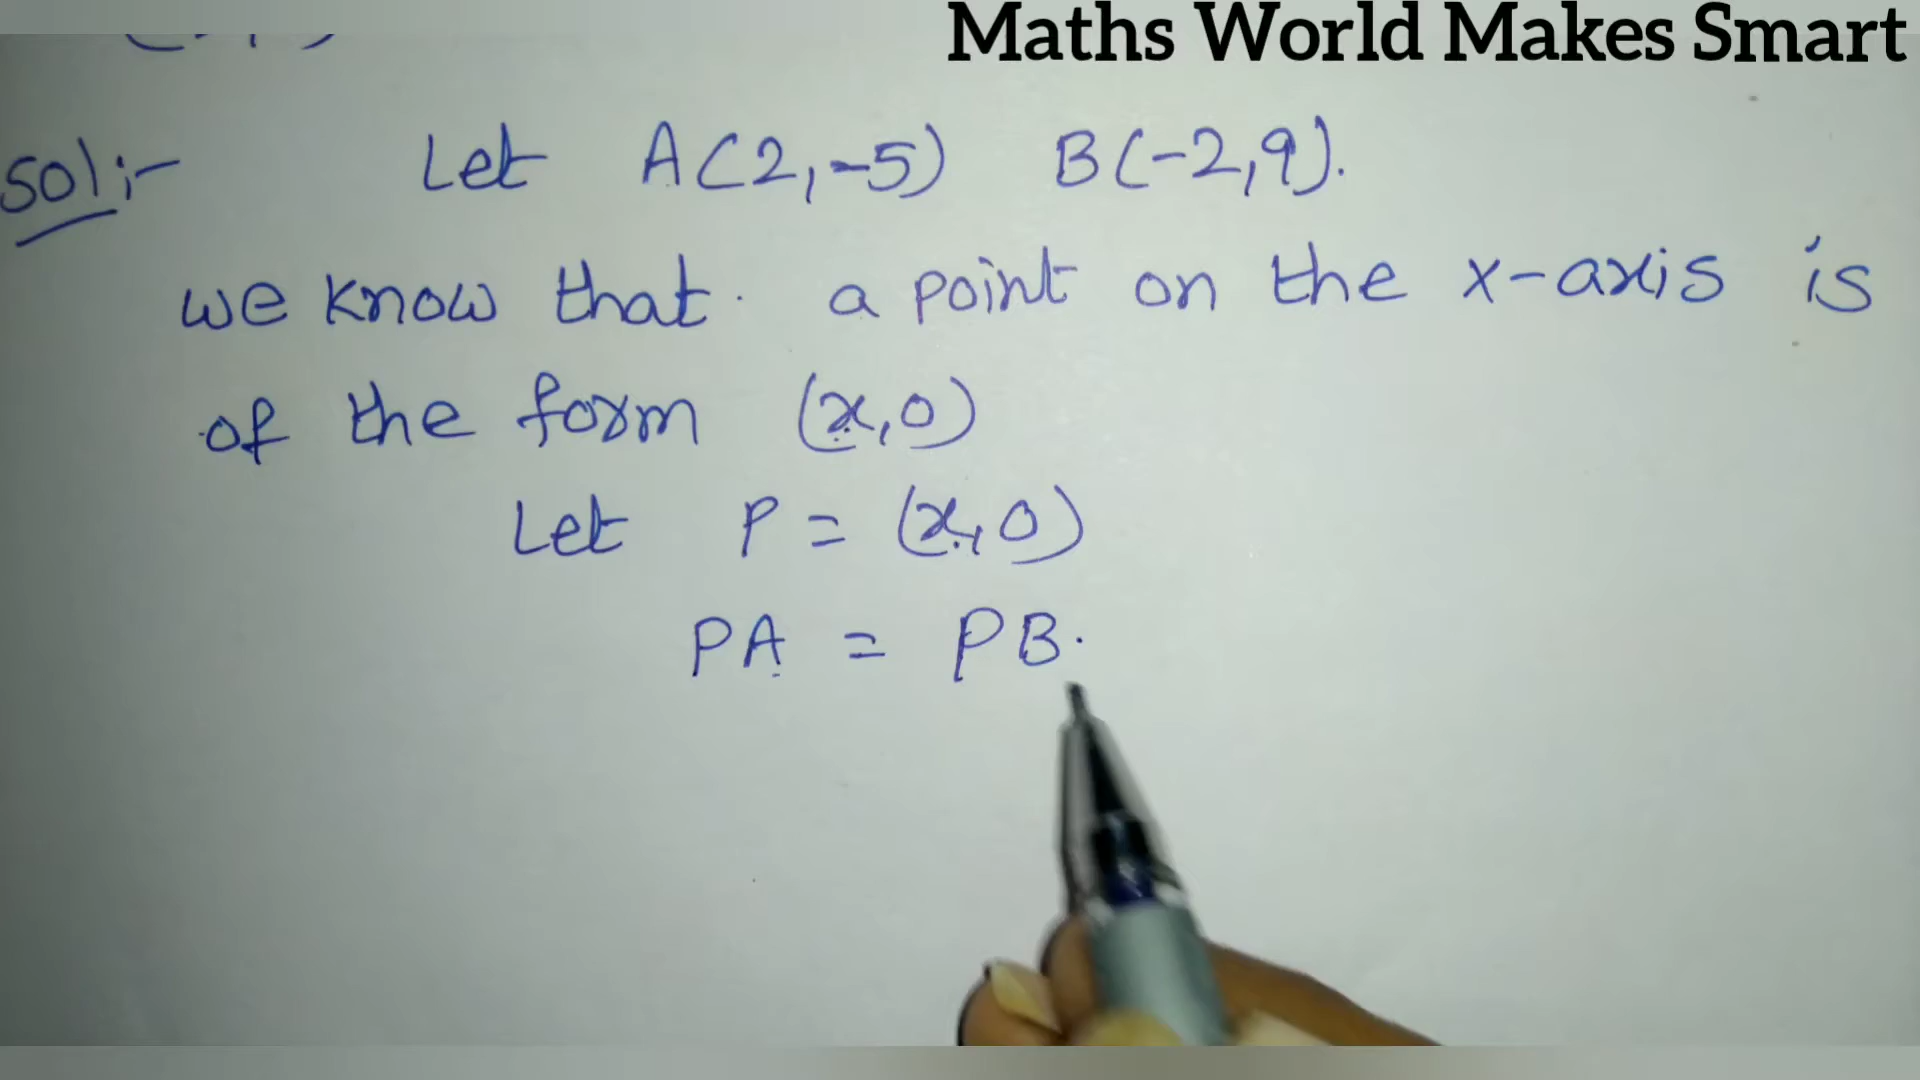 Maths World Makes Smart
Sol:- Let A(2,-5) B(-2,9).
we know that a point on the x-axis is
of the form (x,0)
Let P = (x,0)
PA = PB.